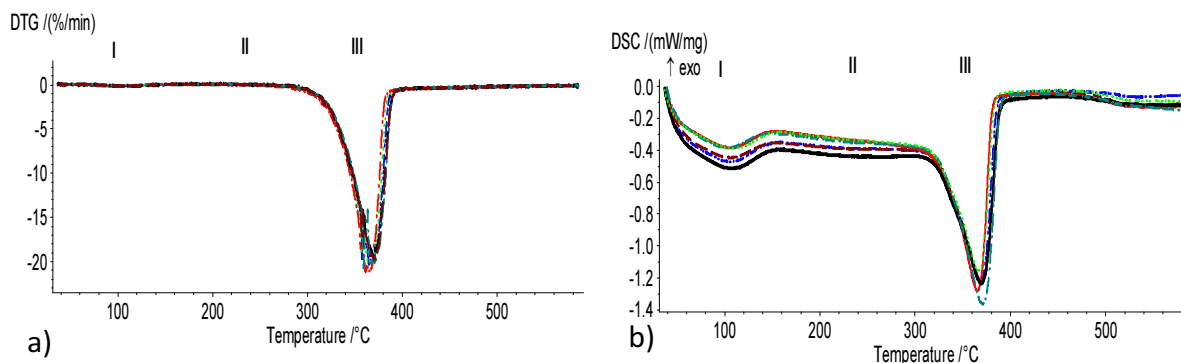 DTG /(%/min)
I II III
0
-5
-10
-15
-20
100 200 300 400 500
Temperature /°C
a)
DSC /(mW/mg)
↑ exo I II III
0.0
-0.2
-0.4
-0.6
-0.8
-1.0
-1.2
-1.4
100 200 300 400 500
Temperature /°C
b)